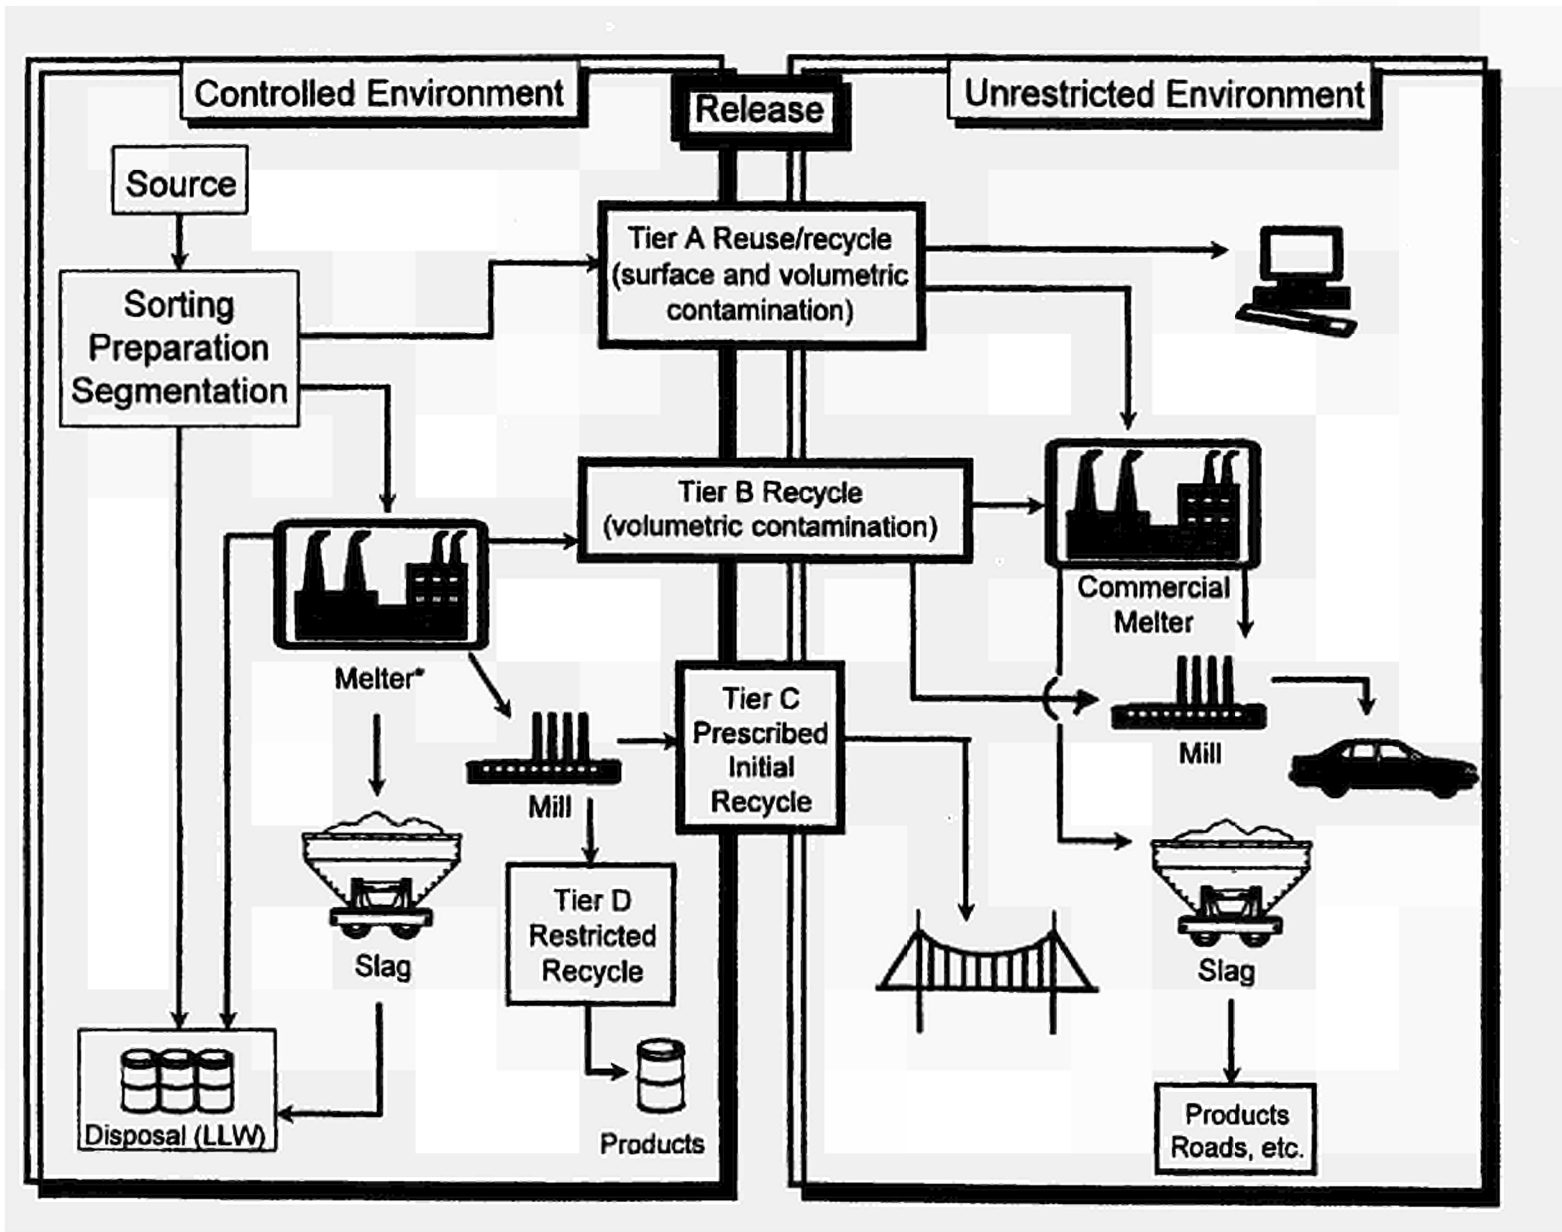 Controlled Environment
Release
Unrestricted Environment
Source
Sorting
Preparation
Segmentation
Tier A Reuse/recycle
(surface and volumetric
contamination)
Tier B Recycle
(volumetric contamination)
Commercial
Melter
Melter*
Tier C
Prescribed
Initial
Recycle
Mill
Mill
Tier D
Restricted
Recycle
Slag
Slag
Disposal (LLW)
Products
Products
Roads, etc.